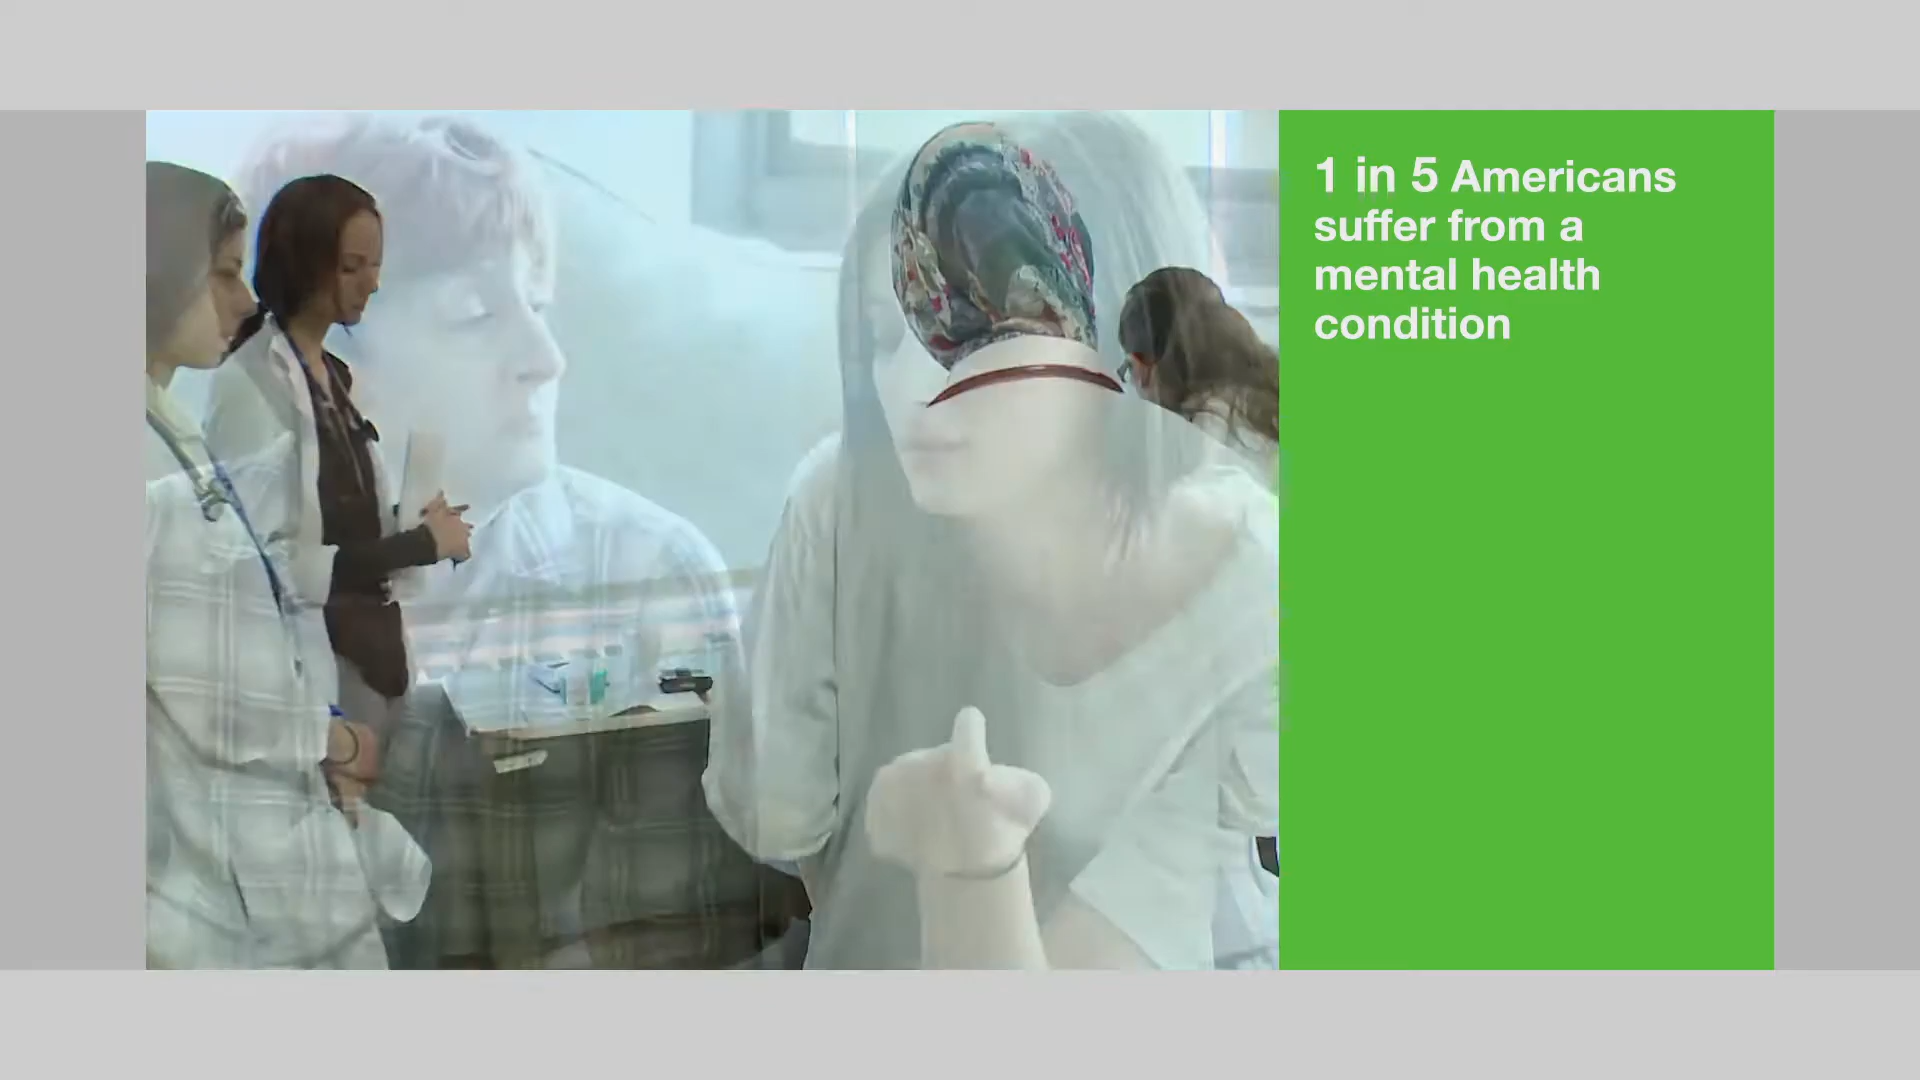 1 in 5 Americans
suffer from a
mental health
condition